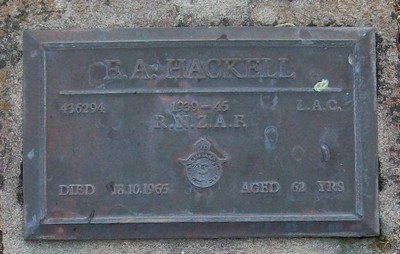 B. A. HACKELL
436294 1939-45 L.A.C.
R.N.Z.A.F.
DIED 18.10.1965 AGED 62 YRS